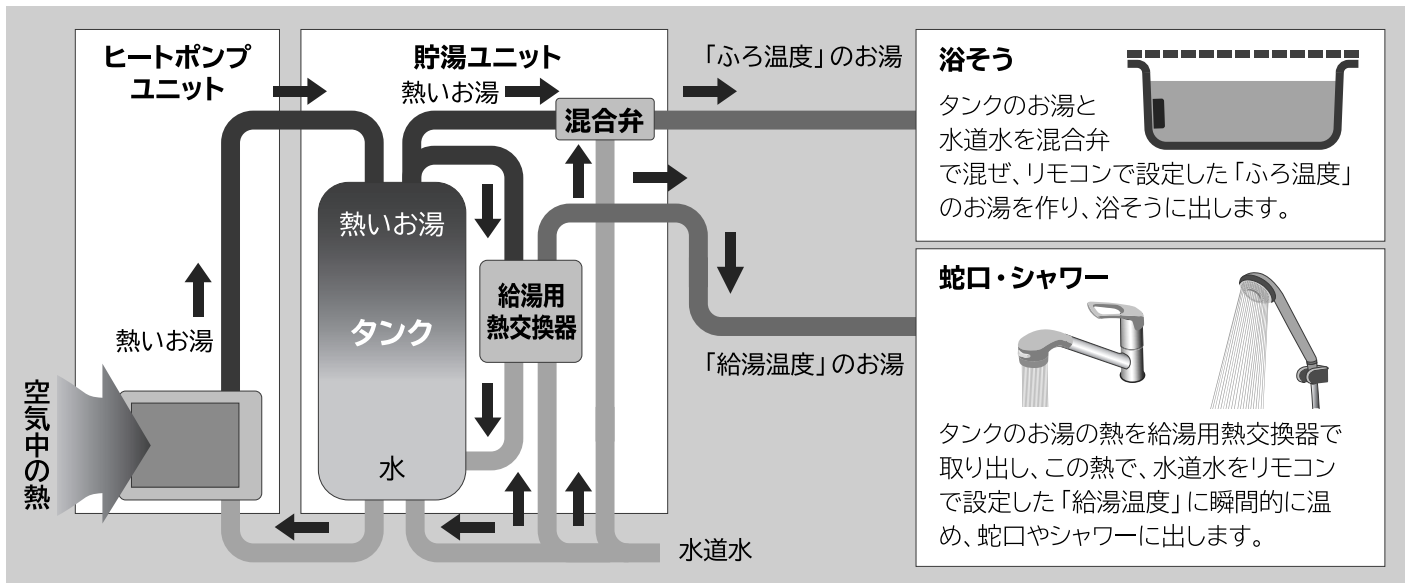 ヒートポンプ
ユニット
貯湯ユニット
熱いお湯
混合弁
「ふろ温度」のお湯
熱いお湯
タンク
水
給湯用
熱交換器
熱いお湯
空気中の熱
「給湯温度」のお湯
水道水
浴そう
タンクのお湯と
水道水を混合弁
で混ぜ、リモコンで設定した「ふろ温度」
のお湯を作り、浴そうに出します。
蛇口・シャワー
タンクのお湯の熱を給湯用熱交換器で
取り出し、この熱で、水道水をリモコン
で設定した「給湯温度」に瞬間的に温
め、蛇口やシャワーに出します。